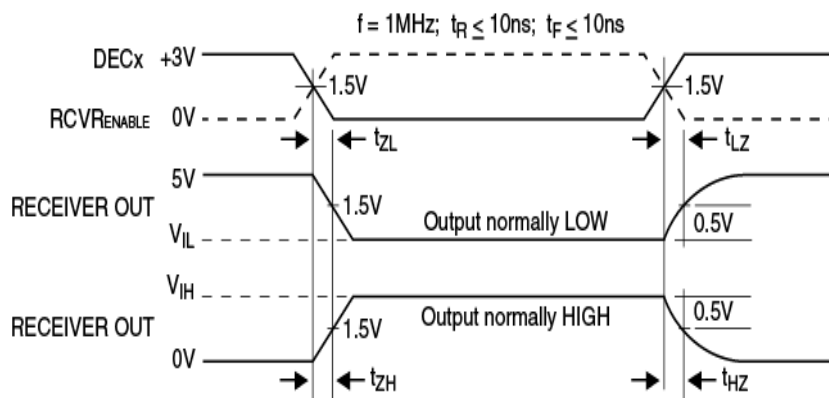 f = 1MHz; tR ≤ 10ns; tF ≤ 10ns
DECx +3V
1.5V
1.5V
RCVRENABLE 0V
tZL
tLZ
5V
RECEIVER OUT
1.5V
Output normally LOW
0.5V
VIL
VIH
RECEIVER OUT
1.5V
Output normally HIGH
0.5V
0V
tZH
tHZ